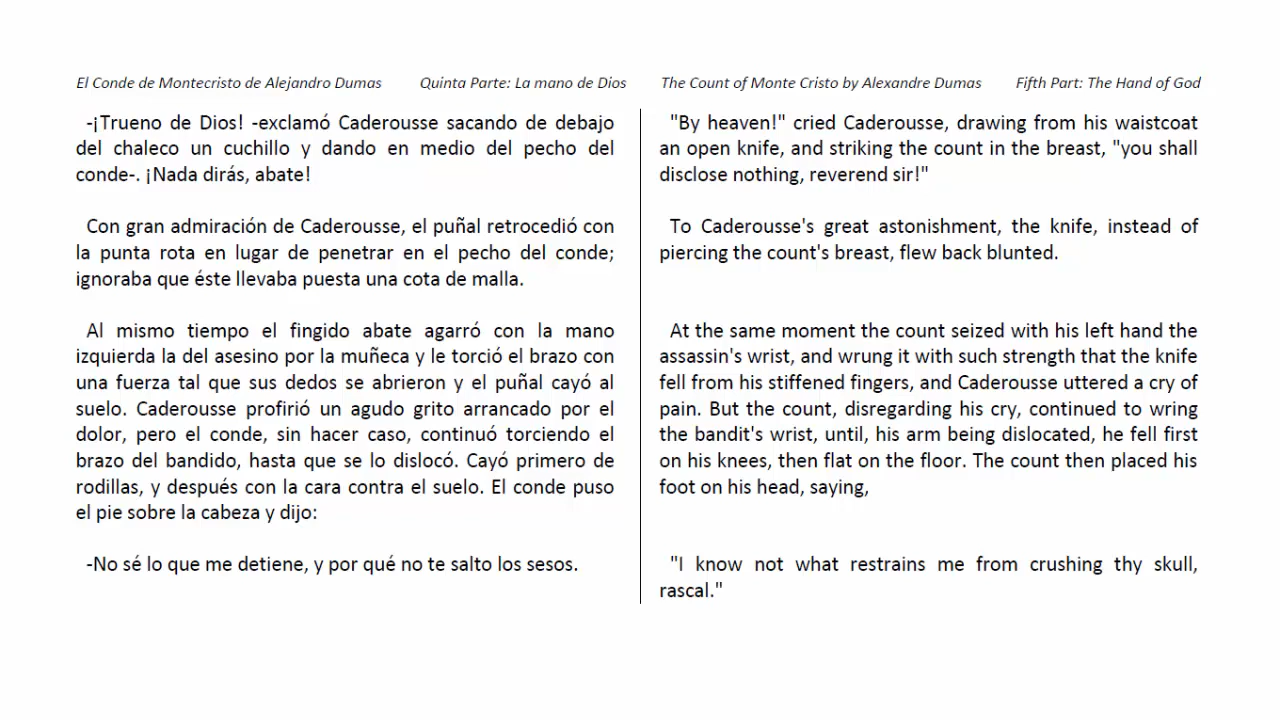 El Conde de Montecristo de Alejandro Dumas Quinta Parte: La mano de Dios
-¡Trueno de Dios! -exclamó Caderousse sacando de debajo
del chaleco un cuchillo y dando en medio del pecho del
conde-. ¡Nada dirás, abate!
Con gran admiración de Caderousse, el puñal retrocedió con
la punta rota en lugar de penetrar en el pecho del conde;
ignoraba que éste llevaba puesta una cota de malla.
Al mismo tiempo el fingido abate agarró con la mano
izquierda la del asesino por la muñeca y le torció el brazo con
una fuerza tal que sus dedos se abrieron y el puñal cayó al
suelo. Caderousse profirió un agudo grito arrancado por el
dolor, pero el conde, sin hacer caso, continuó torciendo el
brazo del bandido, hasta que se lo dislocó. Cayó primero de
rodillas, y después con la cara contra el suelo. El conde puso
el pie sobre la cabeza y dijo:
-No sé lo que me detiene, y por qué no te salto los sesos.
The Count of Monte Cristo by Alexandre Dumas Fifth Part: The Hand of God
"By heaven!" cried Caderousse, drawing from his waistcoat
an open knife, and striking the count in the breast, "you shall
disclose nothing, reverend sir!"
To Caderousse's great astonishment, the knife, instead of
piercing the count's breast, flew back blunted.
At the same moment the count seized with his left hand the
assassin's wrist, and wrung it with such strength that the knife
fell from his stiffened fingers, and Caderousse uttered a cry of
pain. But the count, disregarding his cry, continued to wring
the bandit's wrist, until, his arm being dislocated, he fell first
on his knees, then flat on the floor. The count then placed his
foot on his head, saying,
"I know not what restrains me from crushing thy skull,
rascal."